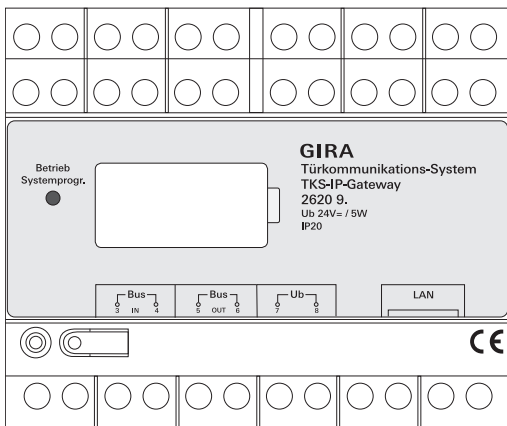 GIRA
Türkommunikations-System
TKS-IP-Gateway
2620 9.
Ub 24V= / 5W
IP20
Betrieb
Systemprogr.
Bus
3 IN 4
Bus
5 OUT 6
Ub
7 8
LAN
CE